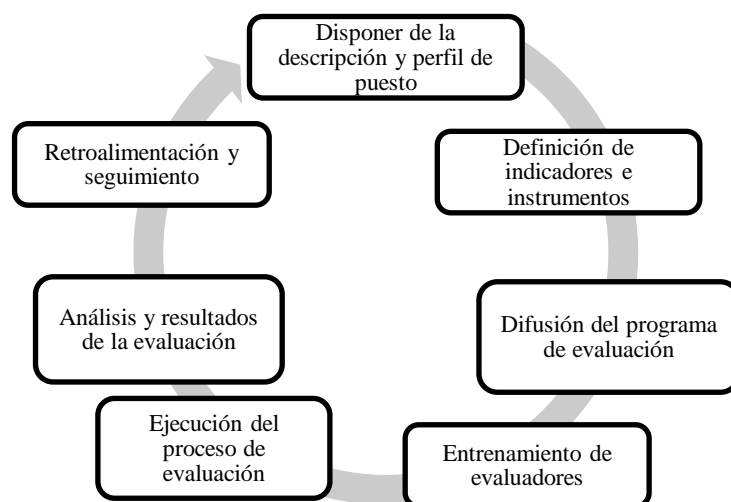 Disponer de la
descripción y perfil de
puesto
Definición de
indicadores e
instrumentos
Difusión del programa
de evaluación
Entrenamiento de
evaluadores
Ejecución del
proceso de
evaluación
Análisis y resultados
de la evaluación
Retroalimentación y
seguimiento